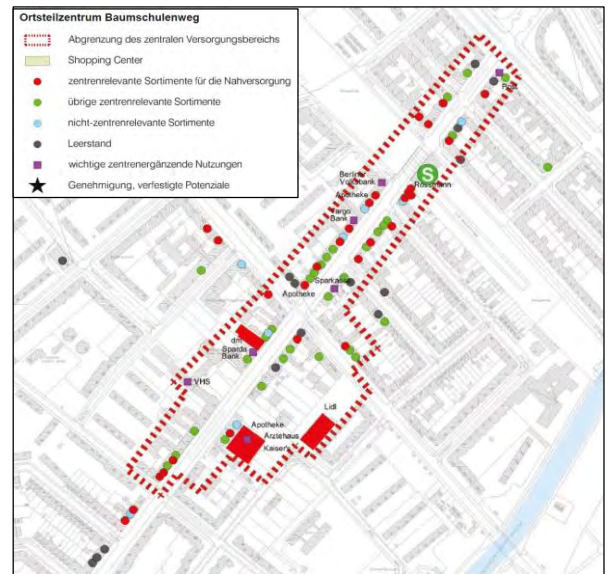 Ortsteilzentrum Baumschulenweg
Abgrenzung des zentralen Versorgungsbereichs
Shopping Center
zentrenrelevante Sortimente für die Nahversorgung
übrige zentrenrelevante Sortimente
nicht-zentrenrelevante Sortimente
Leerstand
wichtige zentrenergänzende Nutzungen
Genehmigung, verfestigte Potenziale
Post
S
Berliner
Volksbank
Rossmann
Apotheke
Targo
Bank
Sparkasse
Apotheke
dm
Sparda
Bank
VHS
Lidl
Apotheke
Ärztehaus
Kaiser's